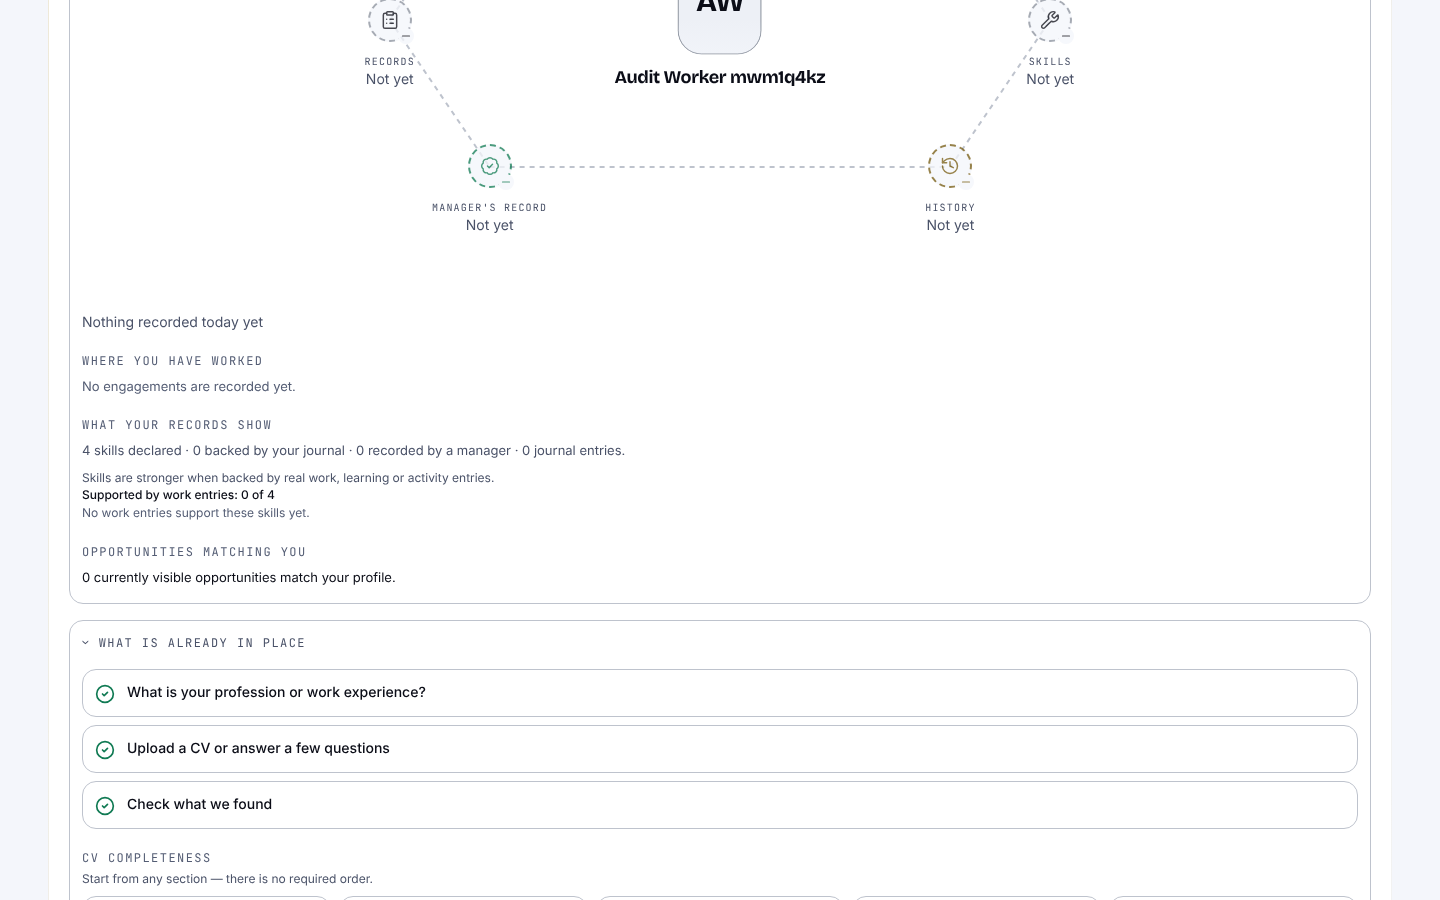 AW
RECORDS
Not yet
Audit Worker mwm1q4kz
SKILLS
Not yet
MANAGER'S RECORD
Not yet
HISTORY
Not yet
Nothing recorded today yet
WHERE YOU HAVE WORKED
No engagements are recorded yet.
WHAT YOUR RECORDS SHOW
4 skills declared · 0 backed by your journal · 0 recorded by a manager · 0 journal entries.
Skills are stronger when backed by real work, learning or activity entries.
Supported by work entries: 0 of 4
No work entries support these skills yet.
OPPORTUNITIES MATCHING YOU
0 currently visible opportunities match your profile.
WHAT IS ALREADY IN PLACE
What is your profession or work experience?
Upload a CV or answer a few questions
Check what we found
CV COMPLETENESS
Start from any section — there is no required order.